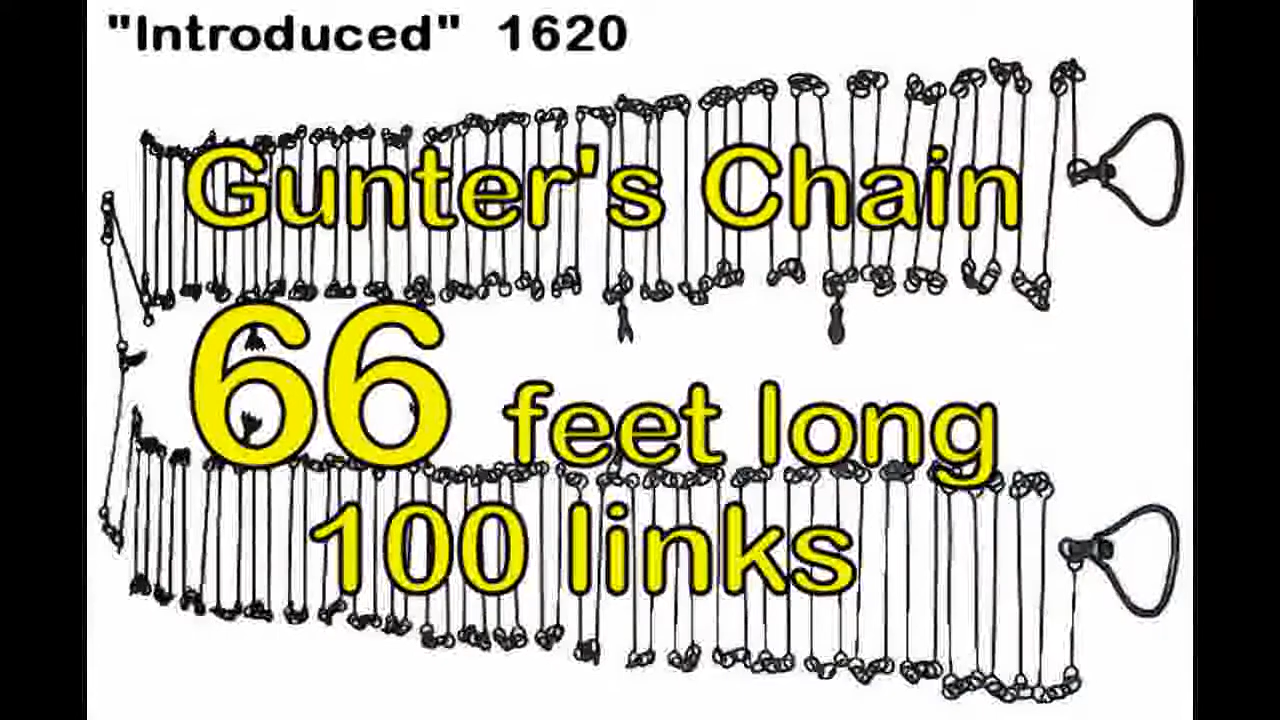 "Introduced" 1620
Gunter's Chain
66 feet long
100 links